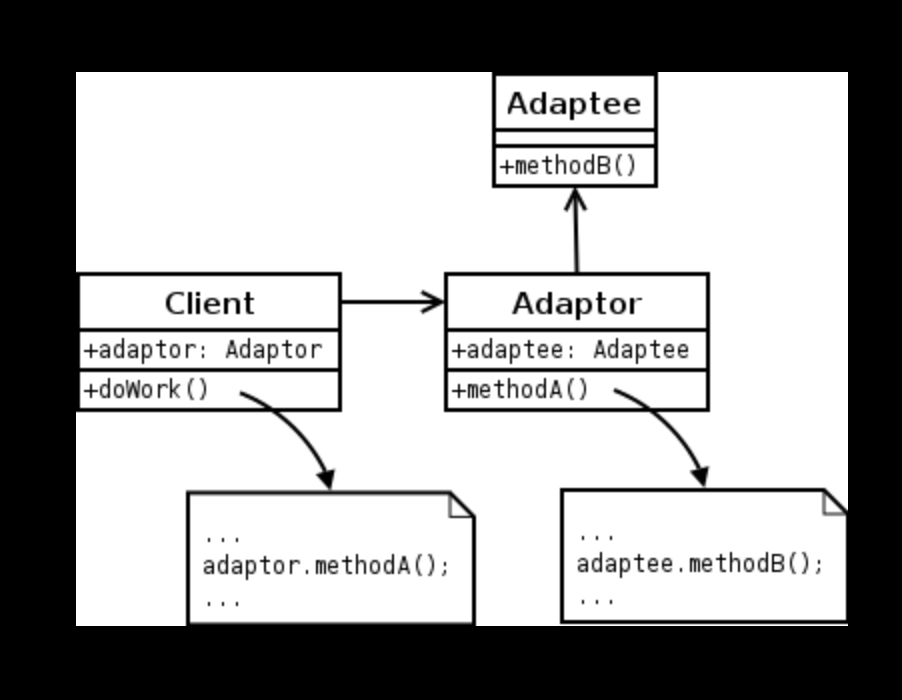 Adaptee
+methodB()
Client
+adaptor: Adaptor
+doWork()
Adaptor
+adaptee: Adaptee
+methodA()
...
adaptor.methodA();
...
...
adaptee.methodB();
...